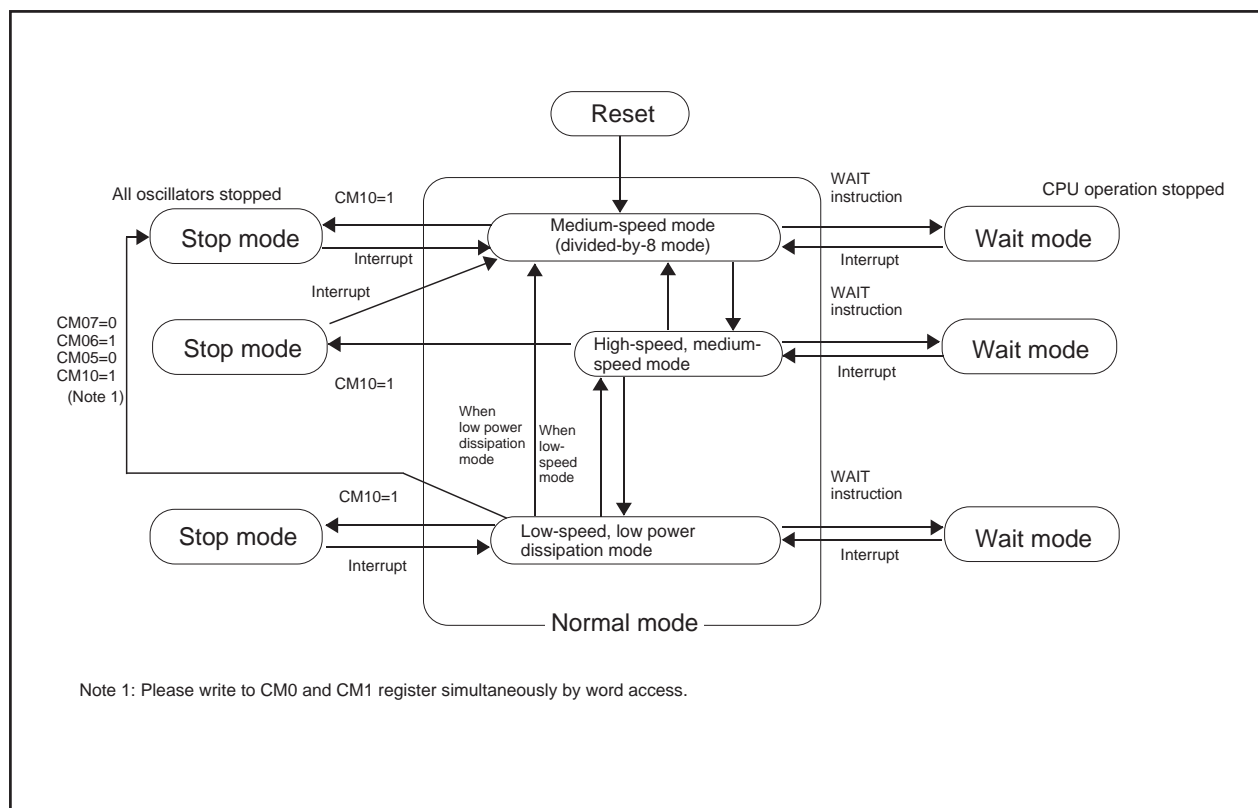 Reset
All oscillators stopped
CM10=1
WAIT
instruction
CPU operation stopped
Stop mode
Medium-speed mode
(divided-by-8 mode)
Wait mode
Interrupt
Interrupt
Interrupt
WAIT
instruction
CM07=0
CM06=1
CM05=0
CM10=1
(Note 1)
Stop mode
High-speed, medium-
speed mode
Wait mode
CM10=1
Interrupt
When
low power
dissipation
mode
When
low-
speed
mode
WAIT
instruction
CM10=1
Stop mode
Low-speed, low power
dissipation mode
Wait mode
Interrupt
Interrupt
Normal mode
Note 1: Please write to CM0 and CM1 register simultaneously by word access.